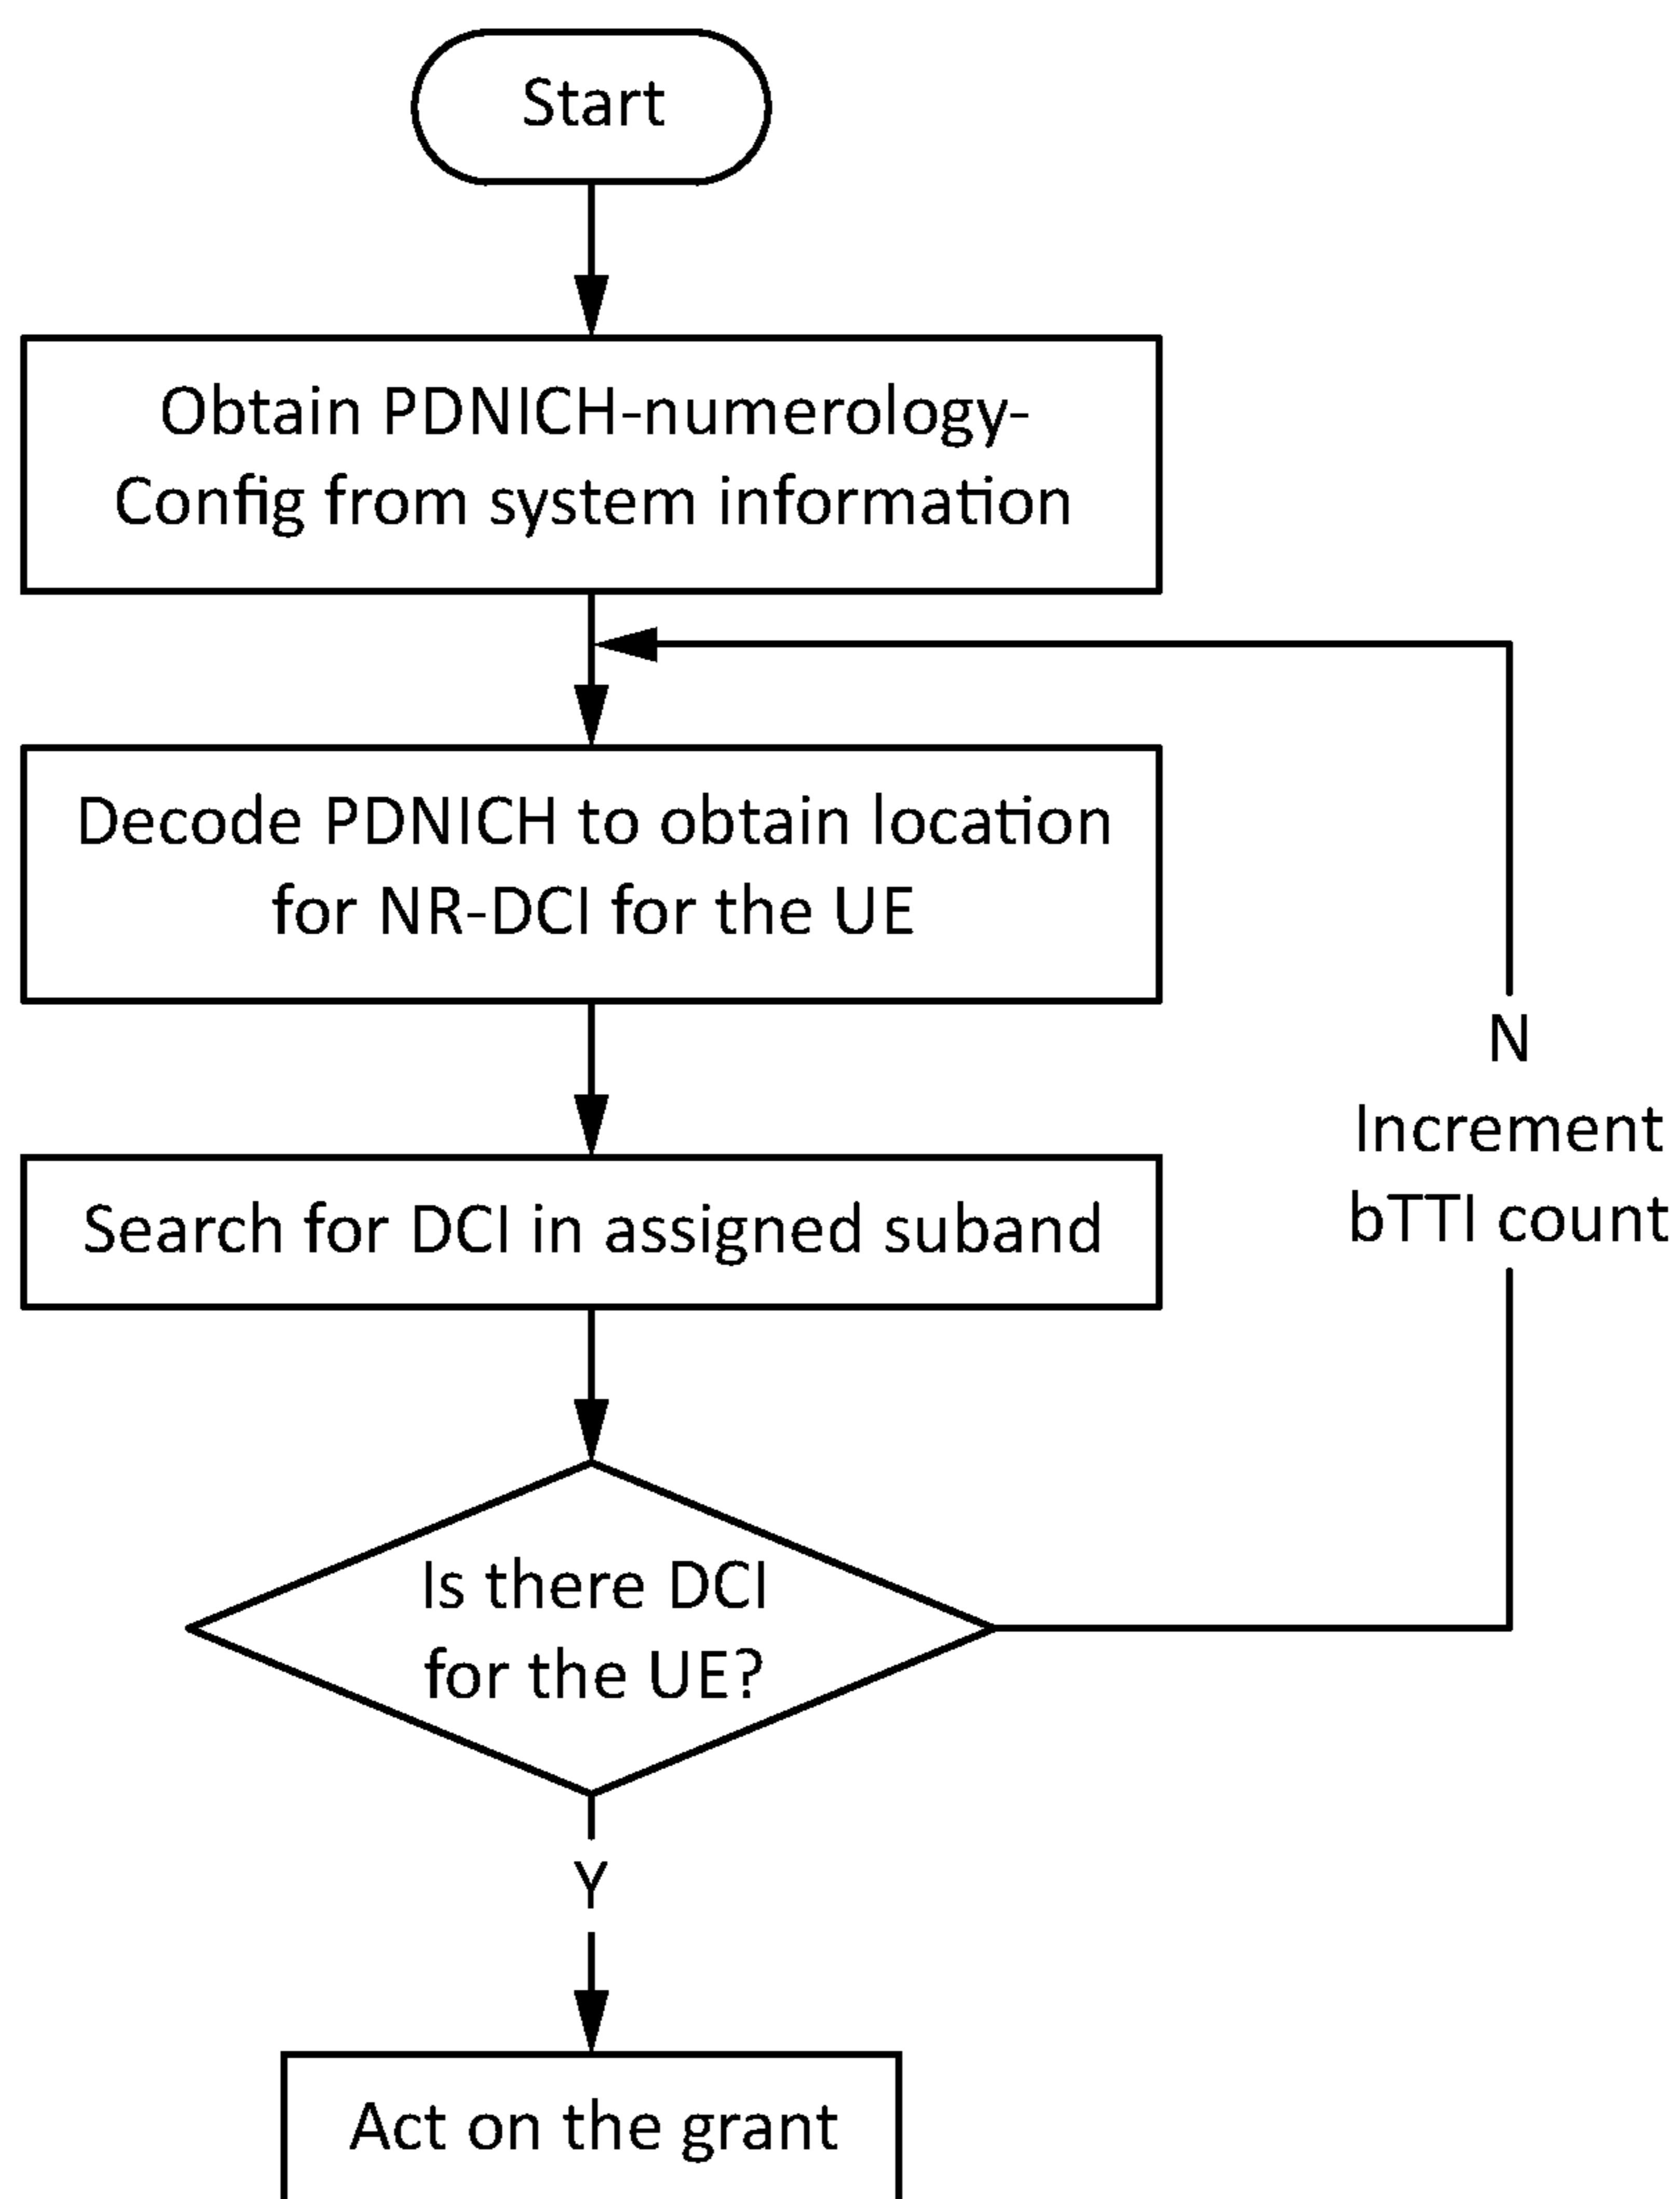 Start
Obtain PDNICH-numerology-
Config from system information
Decode PDNICH to obtain location
for NR-DCI for the UE
N
Increment
bTTI count
Search for DCI in assigned suband
Is there DCI
for the UE?
Y
Act on the grant